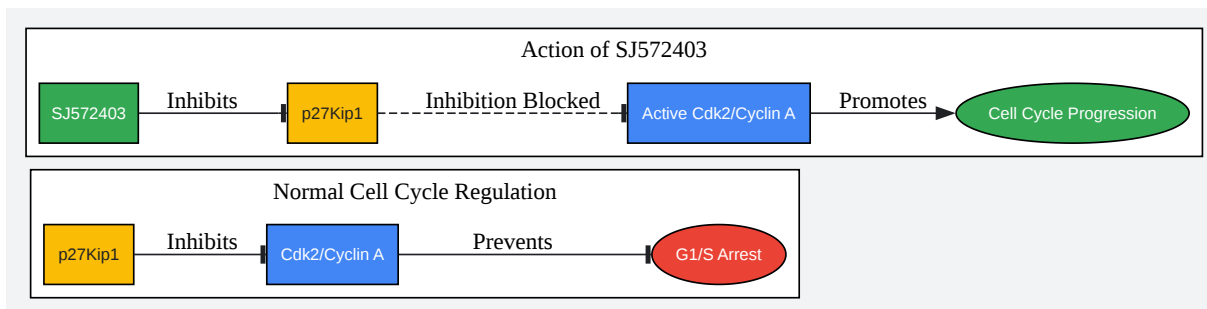 Action of SJ572403
SJ572403
Inhibits
p27Kip1
Inhibition Blocked
Active Cdk2/Cyclin A
Promotes
Cell Cycle Progression
Normal Cell Cycle Regulation
p27Kip1
Inhibits
Cdk2/Cyclin A
Prevents
G1/S Arrest